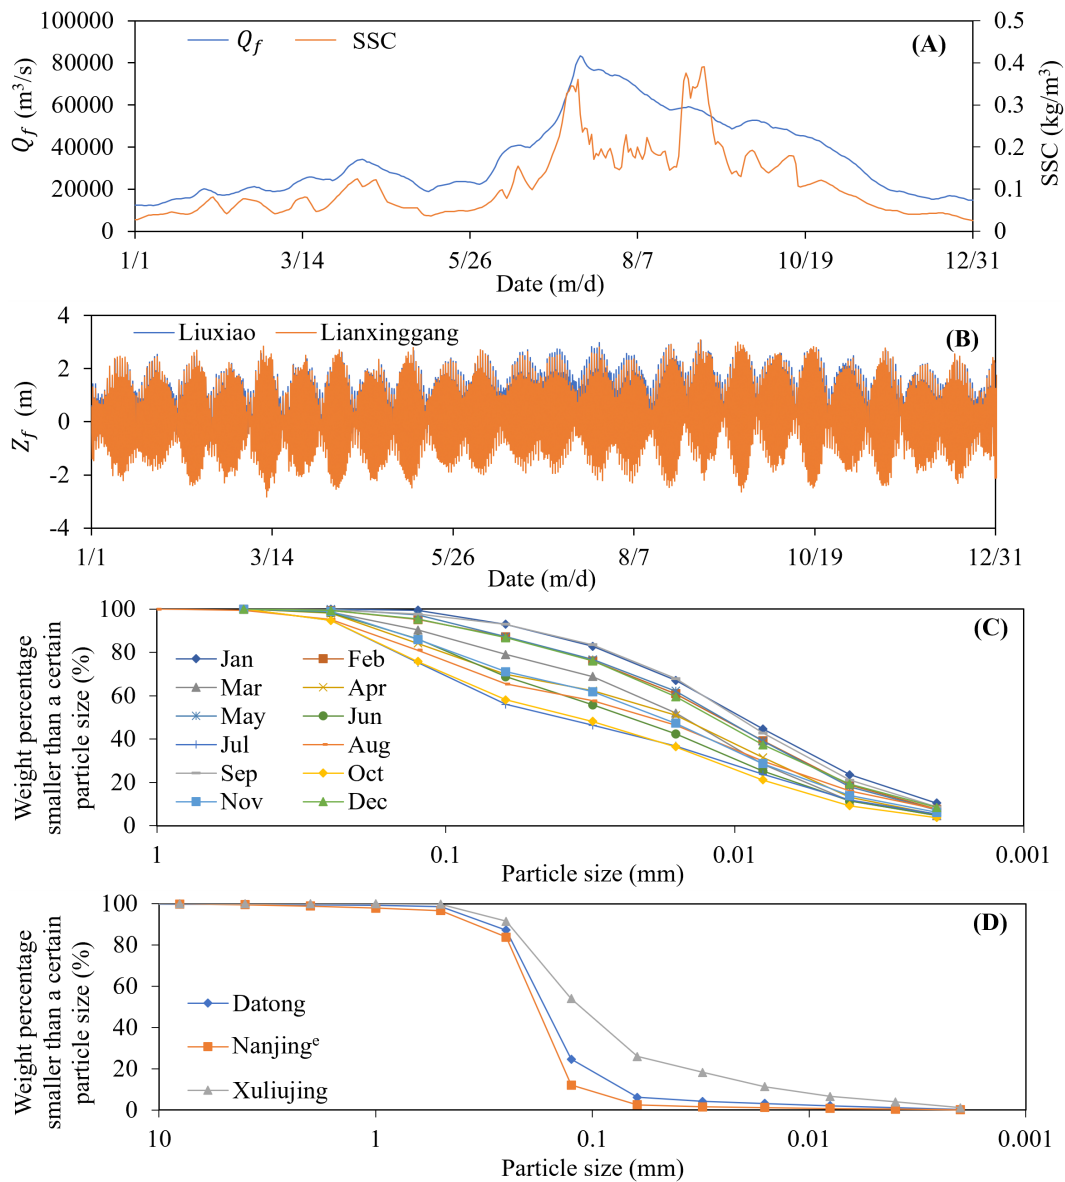 (A)
Q_f SSC
Q_f (m³/s)
100000
80000
60000
40000
20000
0
0.5
0.4
0.3
0.2
0.1
0
SSC (kg/m³)
1/1 3/14 5/26 8/7 10/19 12/31
Date (m/d)
(B)
Liuxiao Lianxinggang
Z_f (m)
4
2
0
-2
-4
1/1 3/14 5/26 8/7 10/19 12/31
Date (m/d)
(C)
Weight percentage
smaller than a certain
particle size (%)
100
80
60
40
20
0
Jan Feb
Mar Apr
May Jun
Jul Aug
Sep Oct
Nov Dec
1 0.1 0.01 0.001
Particle size (mm)
(D)
Weight percentage
smaller than a certain
particle size (%)
100
80
60
40
20
0
Datong
Nanjingᵉ
Xuliujing
10 1 0.1 0.01 0.001
Particle size (mm)